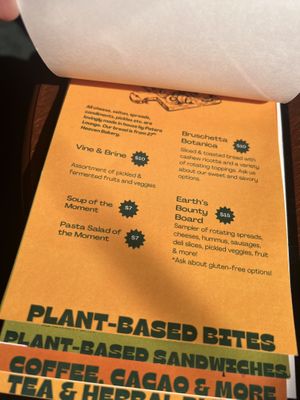 All cheese, seitan, spreads,
condiments, pickles etc. are
lovingly made in house by Patera
Lounge. Our bread is from 27th
Heaven Bakery.
Vine & Brine $10
Assortment of pickled &
fermented fruits and veggies
Soup of the
Moment $7
Pasta Salad of
the Moment $7
Bruschetta
Botanica $10
Sliced & toasted bread with
cashew ricotta and a variety
of rotating toppings. Ask us
about our sweet and savory
options.
Earth's
Bounty
Board $15
Sampler of rotating spreads,
cheeses, hummus, sausages,
deli slices, pickled veggies, fruit
& more!
*Ask about gluten-free options!
PLANT-BASED BITES
PLANT-BASED SANDWICHES
COFFEE, CACAO & MORE
TEA & HERBAL